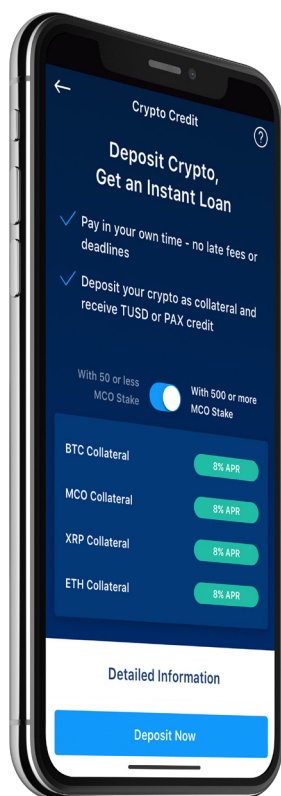 Crypto Credit
?
Deposit Crypto,
Get an Instant Loan
Pay in your own time - no late fees or
deadlines
Deposit your crypto as collateral and
receive TUSD or PAX credit
With 50 or less
MCO Stake
With 500 or more
MCO Stake
BTC Collateral 8% APR
MCO Collateral 8% APR
XRP Collateral 8% APR
ETH Collateral 8% APR
Detailed Information
Deposit Now